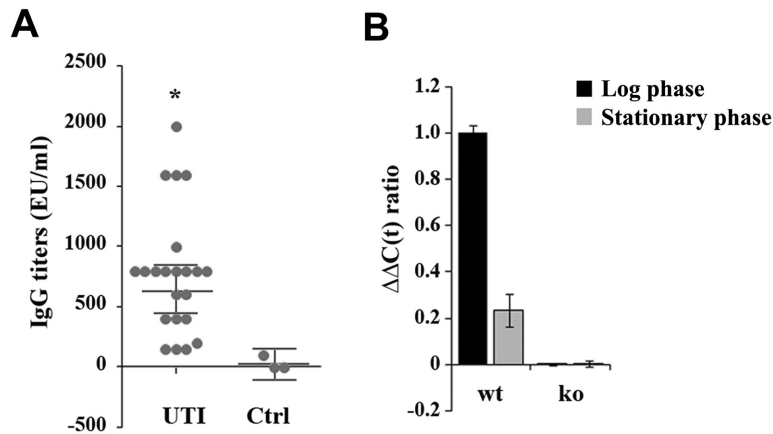 A
IgG titers (EU/ml)
2500
2000
1500
1000
500
0
-500
*
UTI Ctrl
B
ΔΔC(t) ratio
1.2
1.0
0.8
0.6
0.4
0.2
0
-0.2
wt ko
Log phase
Stationary phase